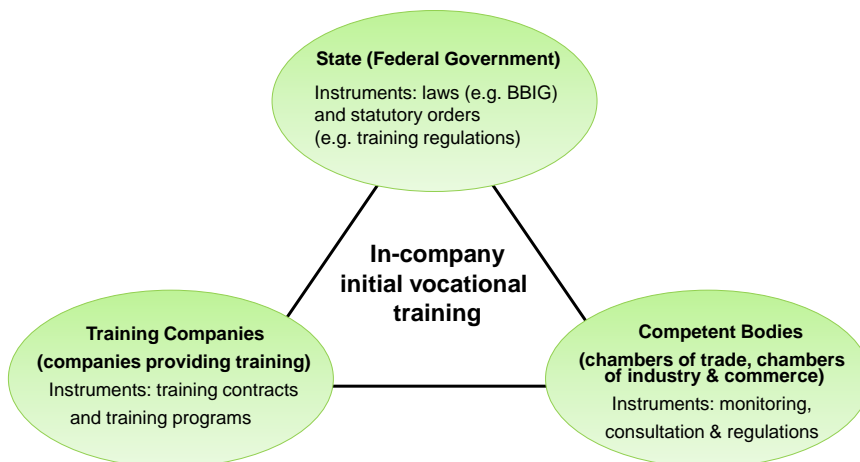 State (Federal Government)
Instruments: laws (e.g. BBIG)
and statutory orders
(e.g. training regulations)
In-company
initial vocational
training
Training Companies
(companies providing training)
Instruments: training contracts
and training programs
Competent Bodies
(chambers of trade, chambers
of industry & commerce)
Instruments: monitoring,
consultation & regulations